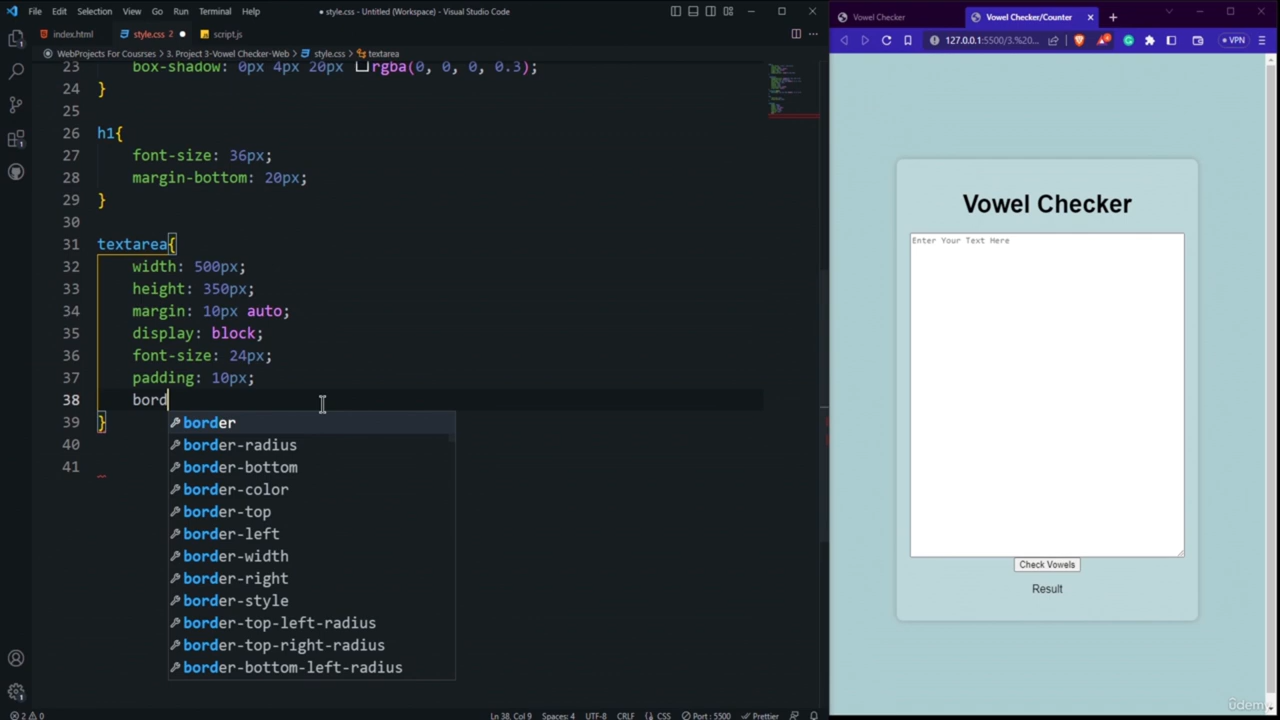 File Edit Selection View Go Run Terminal Help
● style.css - Untitled (Workspace) - Visual Studio Code
index.html
style.css 2 ●
script.js
WebProjects For Courses > 3. Project 3-Vowel Checker-Web > style.css > textarea
23 box-shadow: 0px 4px 20px rgba(0, 0, 0, 0.3);
24 }
25
26 h1{
27 font-size: 36px;
28 margin-bottom: 20px;
29 }
30
31 textarea{
32 width: 500px;
33 height: 350px;
34 margin: 10px auto;
35 display: block;
36 font-size: 24px;
37 padding: 10px;
38 bord
39 }
40
41
border
border-radius
border-bottom
border-color
border-top
border-left
border-width
border-right
border-style
border-top-left-radius
border-top-right-radius
border-bottom-left-radius
2 0
Ln 38, Col 9 Spaces: 4 UTF-8 CRLF CSS Port : 5500 Prettier
Vowel Checker
Vowel Checker/Counter
127.0.0.1:5500/3.%20...
VPN
Vowel Checker
Enter Your Text Here
Check Vowels
Result
ûdemy